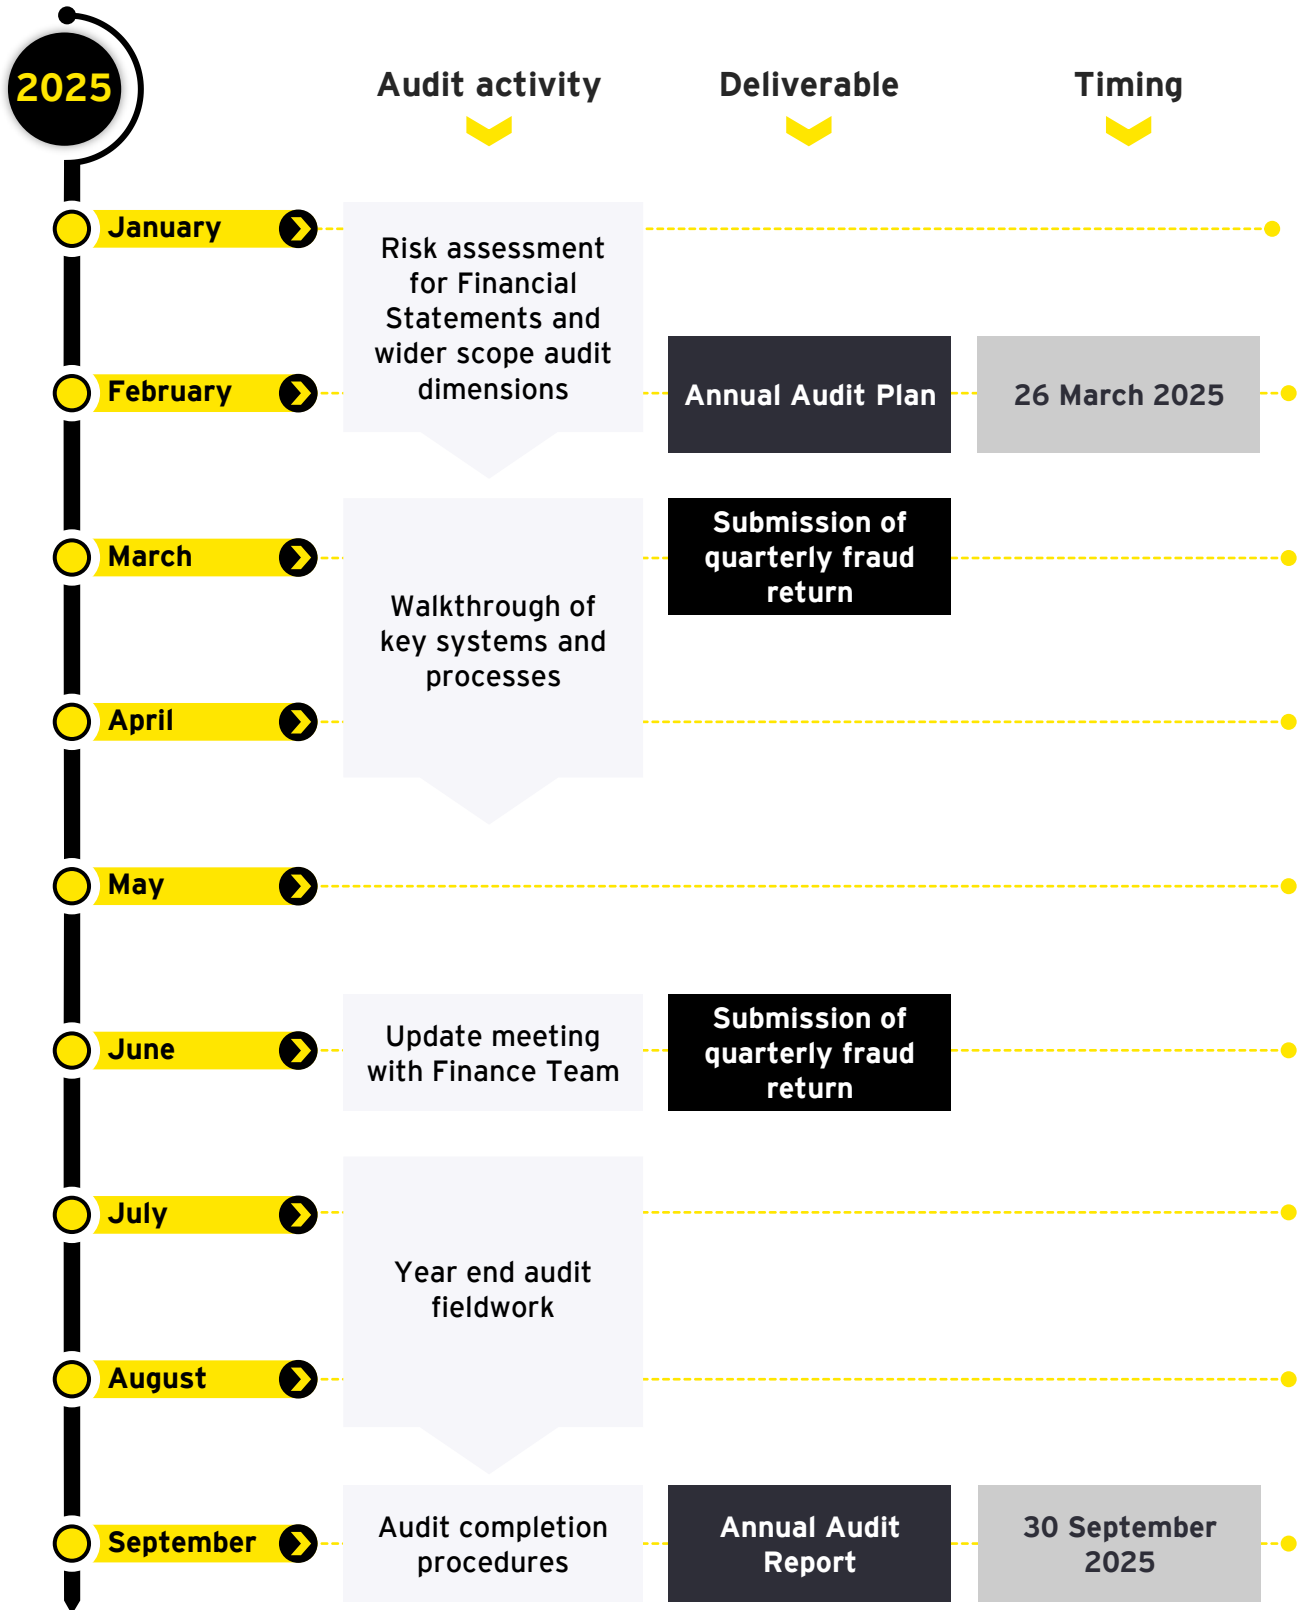 2025
Audit activity
Deliverable
Timing
January
Risk assessment
for Financial
Statements and
wider scope audit
dimensions
February
Annual Audit Plan
26 March 2025
March
Submission of
quarterly fraud
return
Walkthrough of
key systems and
processes
April
May
June
Update meeting
with Finance Team
Submission of
quarterly fraud
return
July
Year end audit
fieldwork
August
September
Audit completion
procedures
Annual Audit
Report
30 September
2025